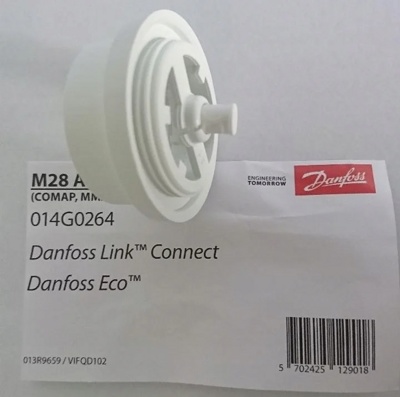 M28 A
(COMAP, MM
014G0264
Danfoss Link™ Connect
Danfoss Eco™
ENGINEERING
TOMORROW
Danfoss
013R9659 / VIFQD102
5 702425 129018